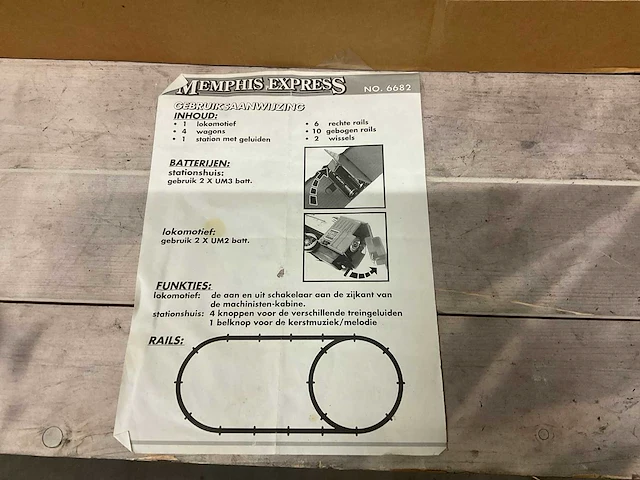 MEMPHIS EXPRESS NO. 6682
GEBRUIKSAANWIJZING
INHOUD:
• 1 lokomotief
• 4 wagons
• 1 station met geluiden
• 6 rechte rails
• 10 gebogen rails
• 2 wissels
BATTERIJEN:
stationshuis:
gebruik 2 X UM3 batt.
lokomotief:
gebruik 2 X UM2 batt.
FUNKTIES:
lokomotief: de aan en uit schakelaar aan de zijkant van
de machinisten-kabine.
stationshuis: 4 knoppen voor de verschillende treingeluiden
1 belknop voor de kerstmuziek/melodie
RAILS: